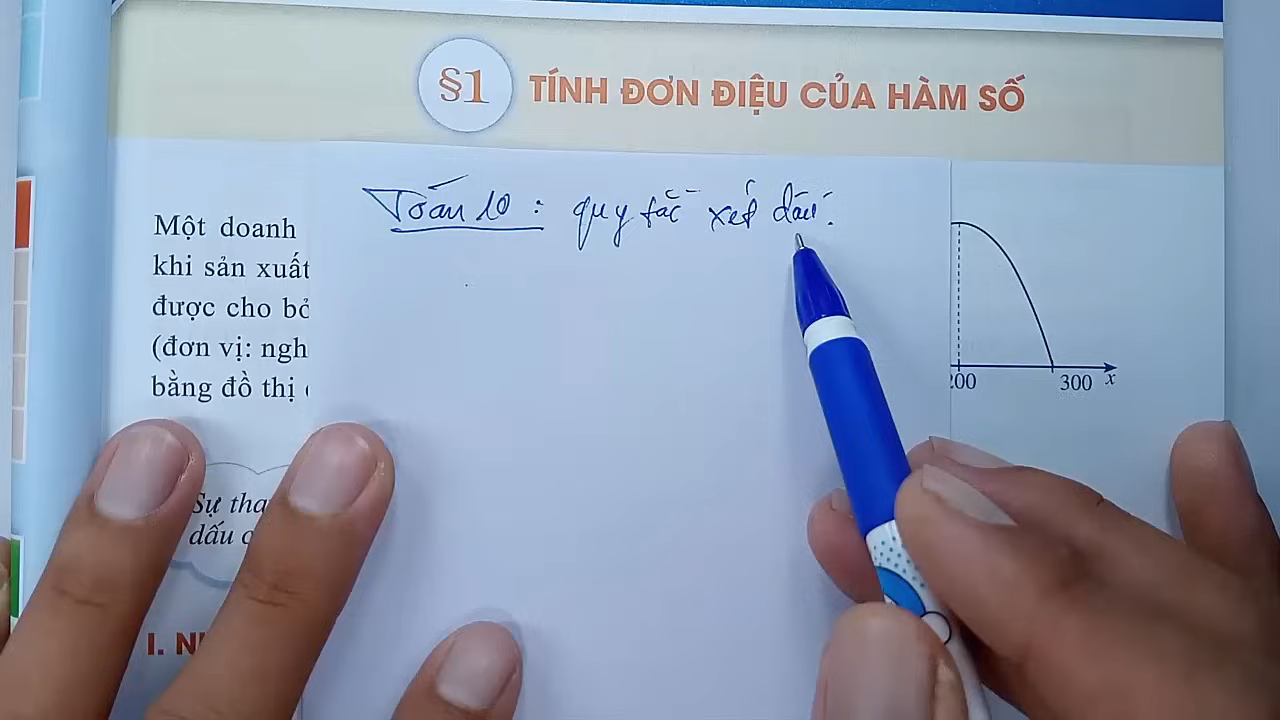 §1 TÍNH ĐƠN ĐIỆU CỦA HÀM SỐ
Toán 10 : quy tắc xét dấu.
Một doanh
khi sản xuất
được cho bở
(đơn vị: ngh
bằng đồ thị
200 300 x
Sự tha
dấu c
I.